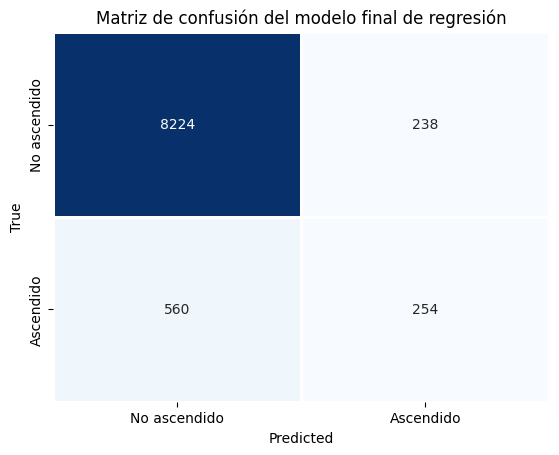 Matriz de confusión del modelo final de regresión
True
No ascendido
8224
238
Ascendido
560
254
No ascendido
Ascendido
Predicted